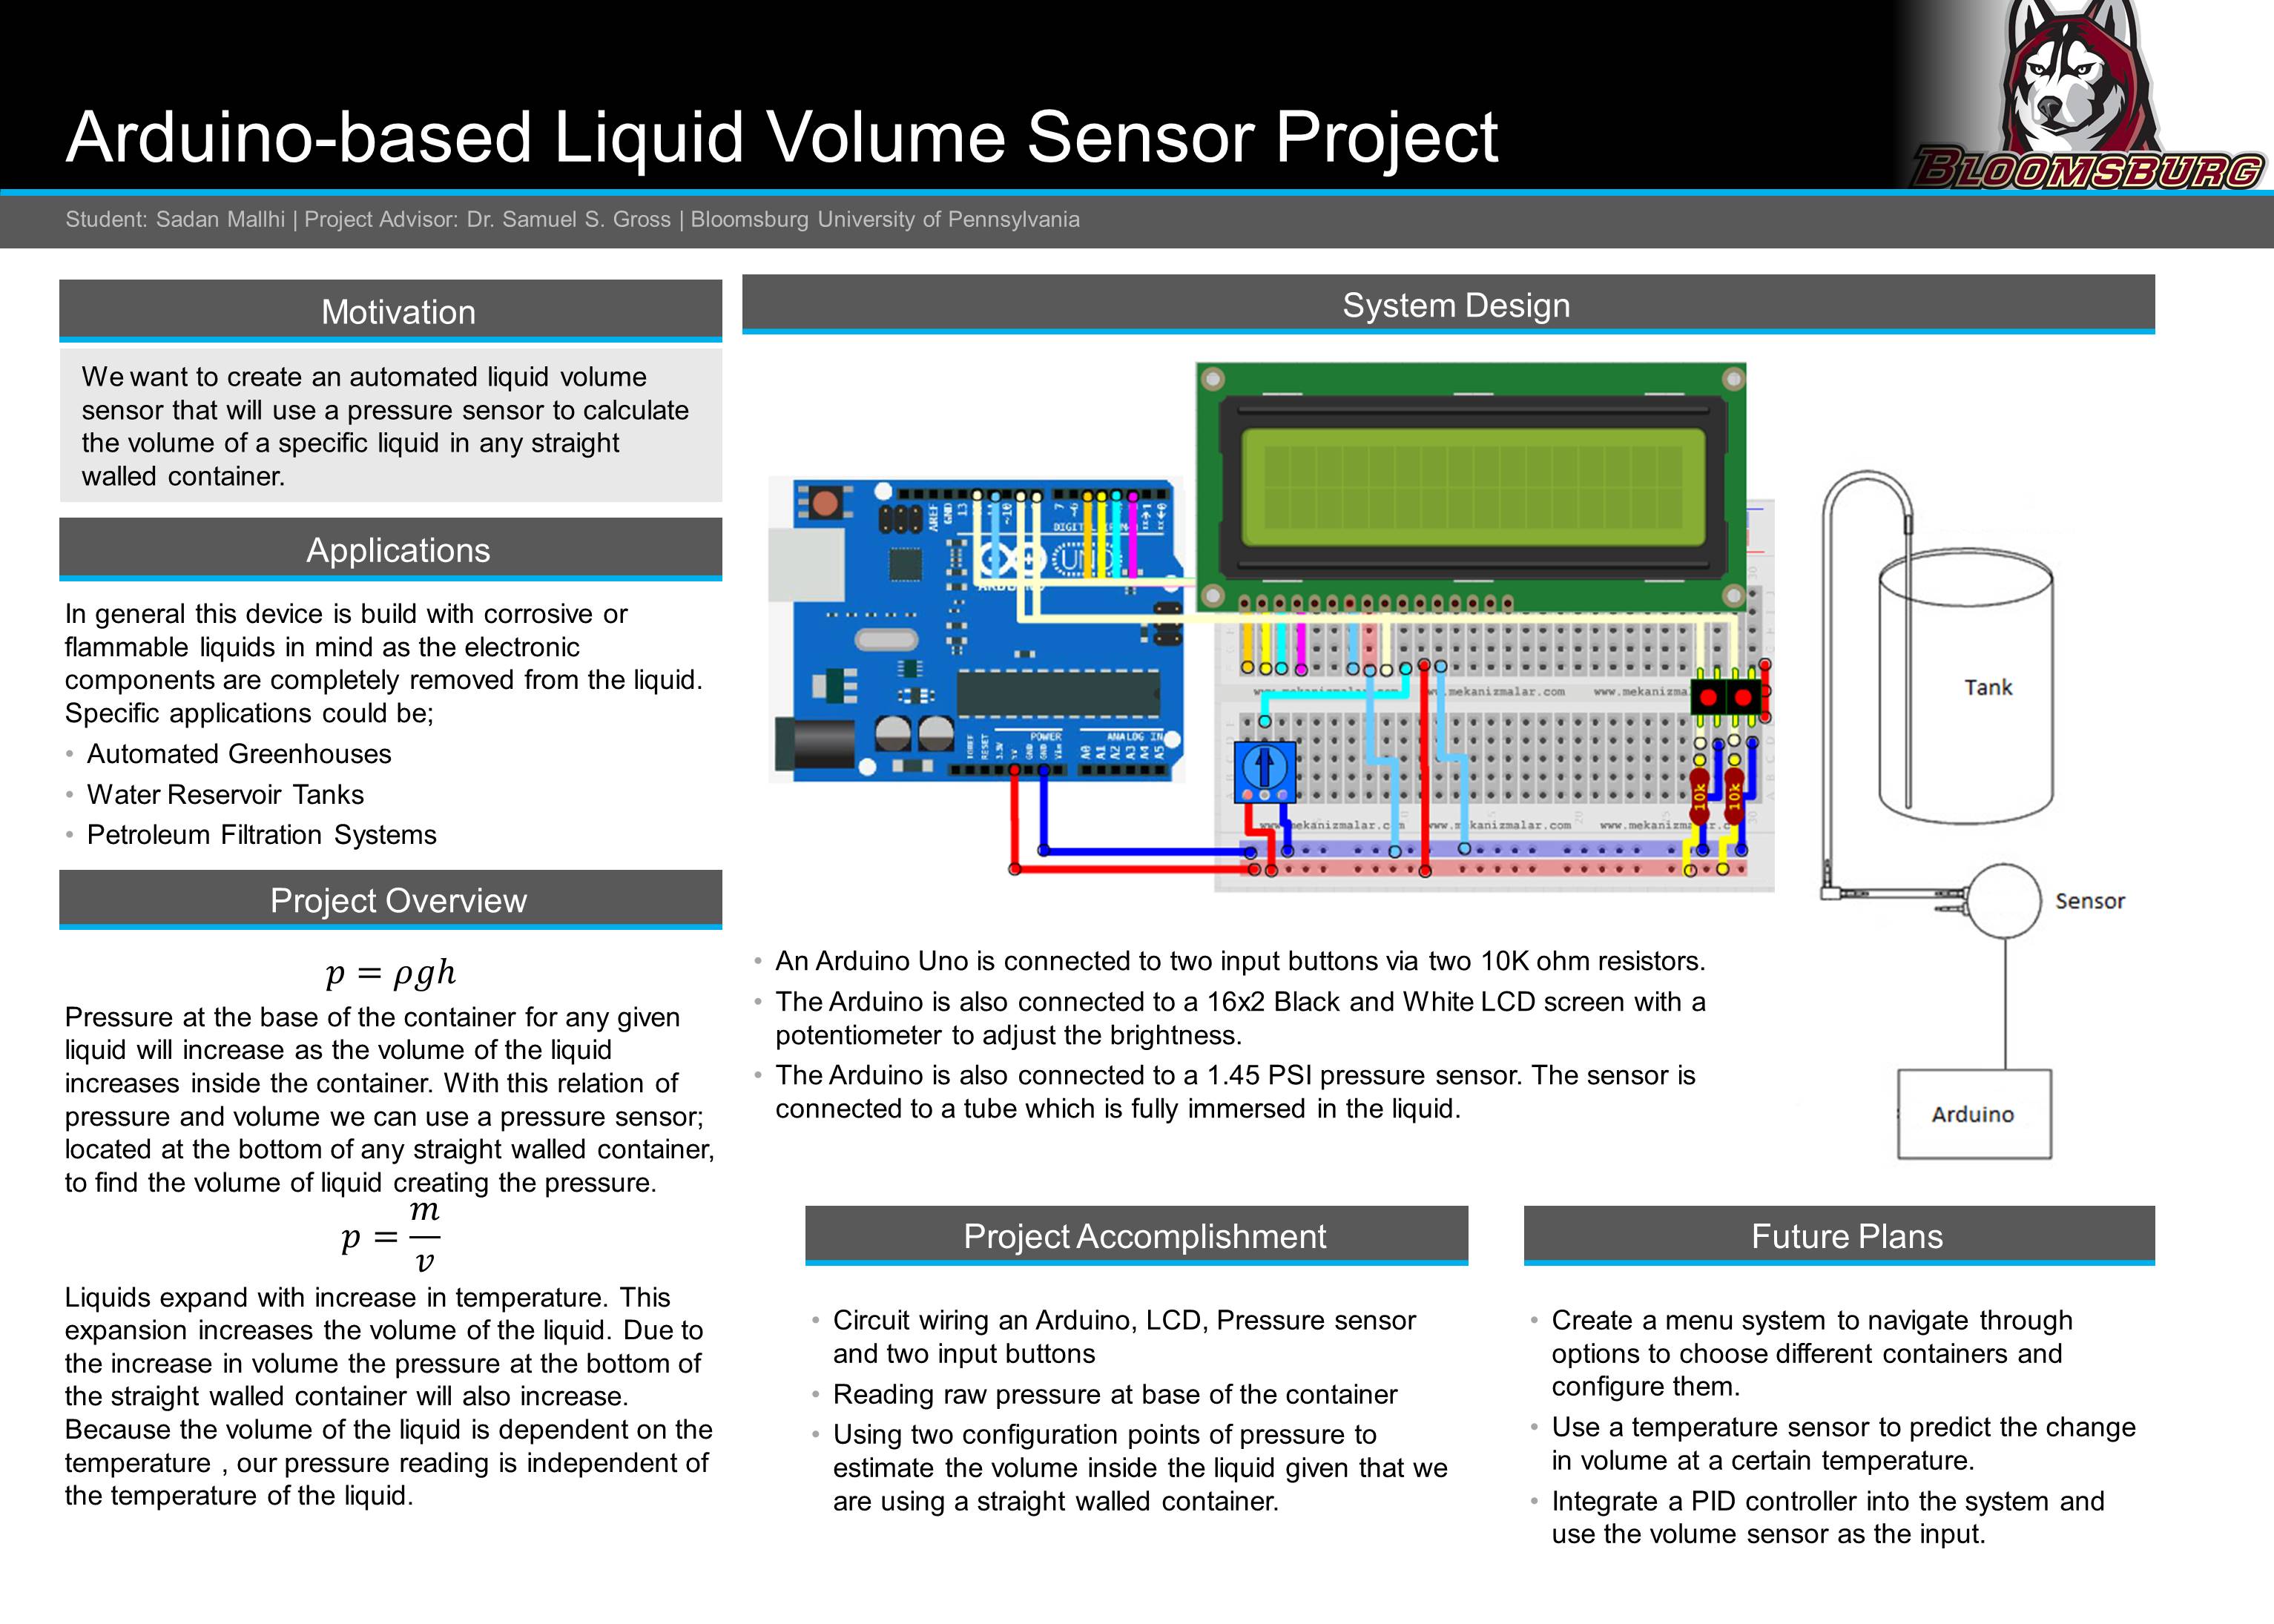 Arduino-based Liquid Volume Sensor Project
BLOOMSBURG
Student: Sadan Mallhi | Project Advisor: Dr. Samuel S. Gross | Bloomsburg University of Pennsylvania
Motivation
We want to create an automated liquid volume
sensor that will use a pressure sensor to calculate
the volume of a specific liquid in any straight
walled container.
Applications
In general this device is build with corrosive or
flammable liquids in mind as the electronic
components are completely removed from the liquid.
Specific applications could be;
• Automated Greenhouses
• Water Reservoir Tanks
• Petroleum Filtration Systems
Project Overview
p = ρgh
Pressure at the base of the container for any given
liquid will increase as the volume of the liquid
increases inside the container. With this relation of
pressure and volume we can use a pressure sensor;
located at the bottom of any straight walled container,
to find the volume of liquid creating the pressure.
p = m/v
Liquids expand with increase in temperature. This
expansion increases the volume of the liquid. Due to
the increase in volume the pressure at the bottom of
the straight walled container will also increase.
Because the volume of the liquid is dependent on the
temperature , our pressure reading is independent of
the temperature of the liquid.
System Design
AREF
GND
13
~10
7
~6
UNO
RESET
3.3V
5V
GND
GND
Vin
POWER
ANALOG IN
A0
A1
A2
A3
A4
A5
www.mekanizmalar.com
10k
10k
www.mekanizmalar.com
Tank
Sensor
Arduino
• An Arduino Uno is connected to two input buttons via two 10K ohm resistors.
• The Arduino is also connected to a 16x2 Black and White LCD screen with a
potentiometer to adjust the brightness.
• The Arduino is also connected to a 1.45 PSI pressure sensor. The sensor is
connected to a tube which is fully immersed in the liquid.
Project Accomplishment
• Circuit wiring an Arduino, LCD, Pressure sensor
and two input buttons
• Reading raw pressure at base of the container
• Using two configuration points of pressure to
estimate the volume inside the liquid given that we
are using a straight walled container.
Future Plans
• Create a menu system to navigate through
options to choose different containers and
configure them.
• Use a temperature sensor to predict the change
in volume at a certain temperature.
• Integrate a PID controller into the system and
use the volume sensor as the input.